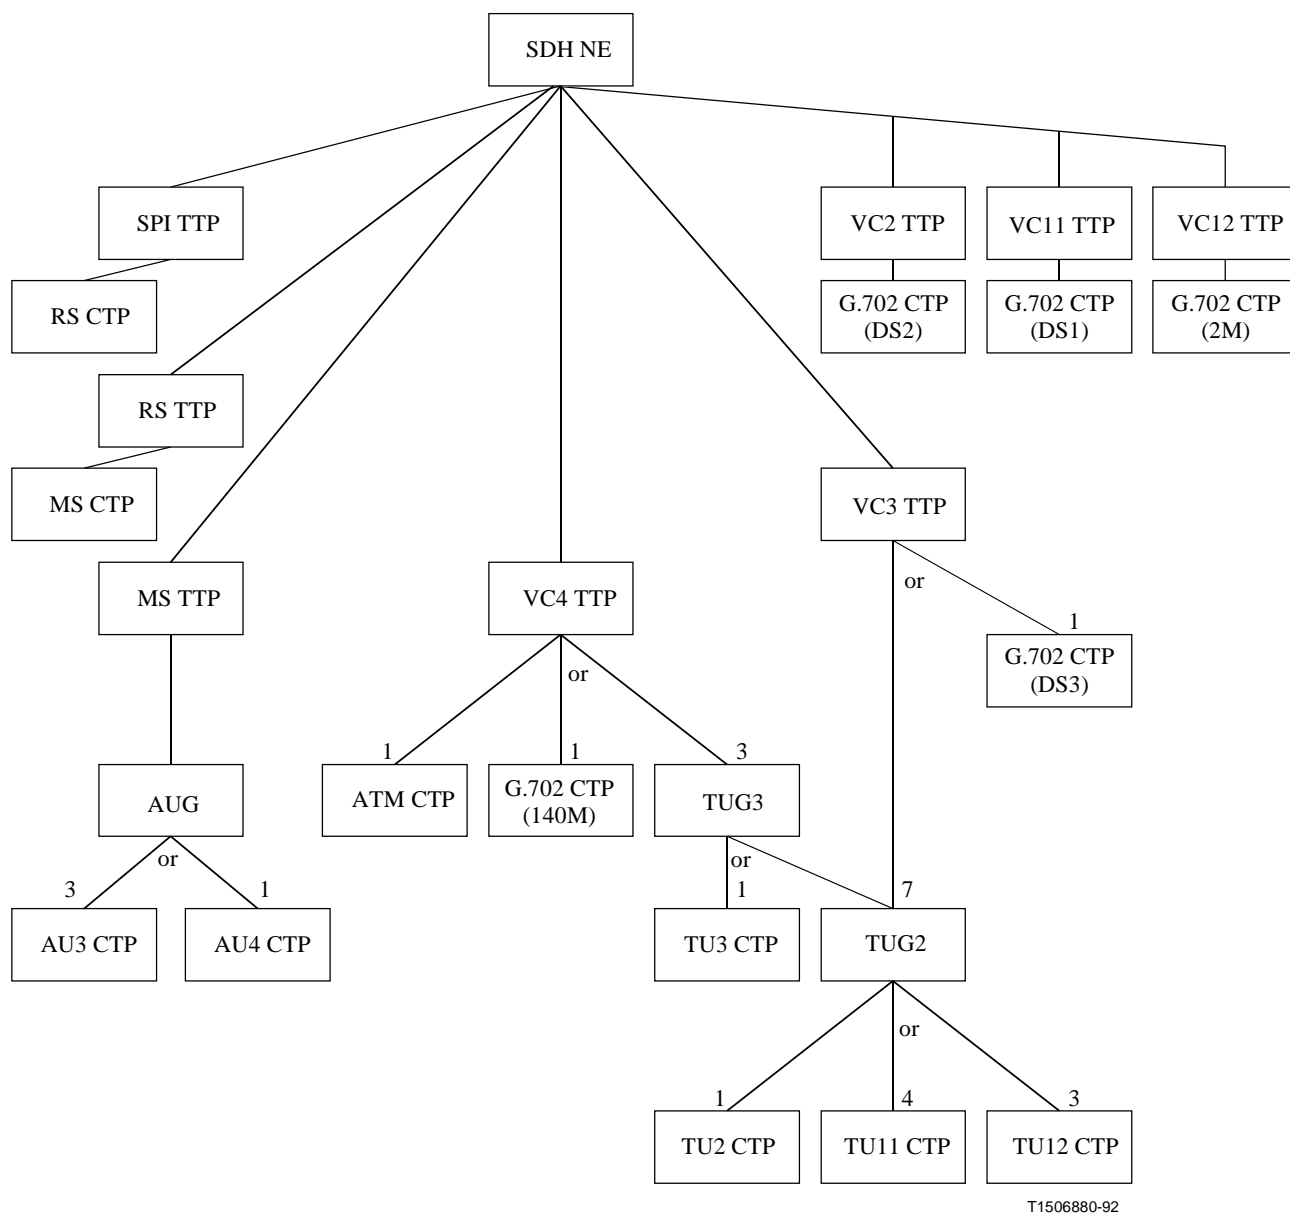 SDH NE
SPI TTP
VC2 TTP
VC11 TTP
VC12 TTP
RS CTP
G.702 CTP
(DS2)
G.702 CTP
(DS1)
G.702 CTP
(2M)
RS TTP
MS CTP
VC3 TTP
MS TTP
VC4 TTP
or
1
G.702 CTP
(DS3)
or
1
1
3
AUG
ATM CTP
G.702 CTP
(140M)
TUG3
or
3
1
or
1
7
AU3 CTP
AU4 CTP
TU3 CTP
TUG2
or
1
4
3
TU2 CTP
TU11 CTP
TU12 CTP
T1506880-92